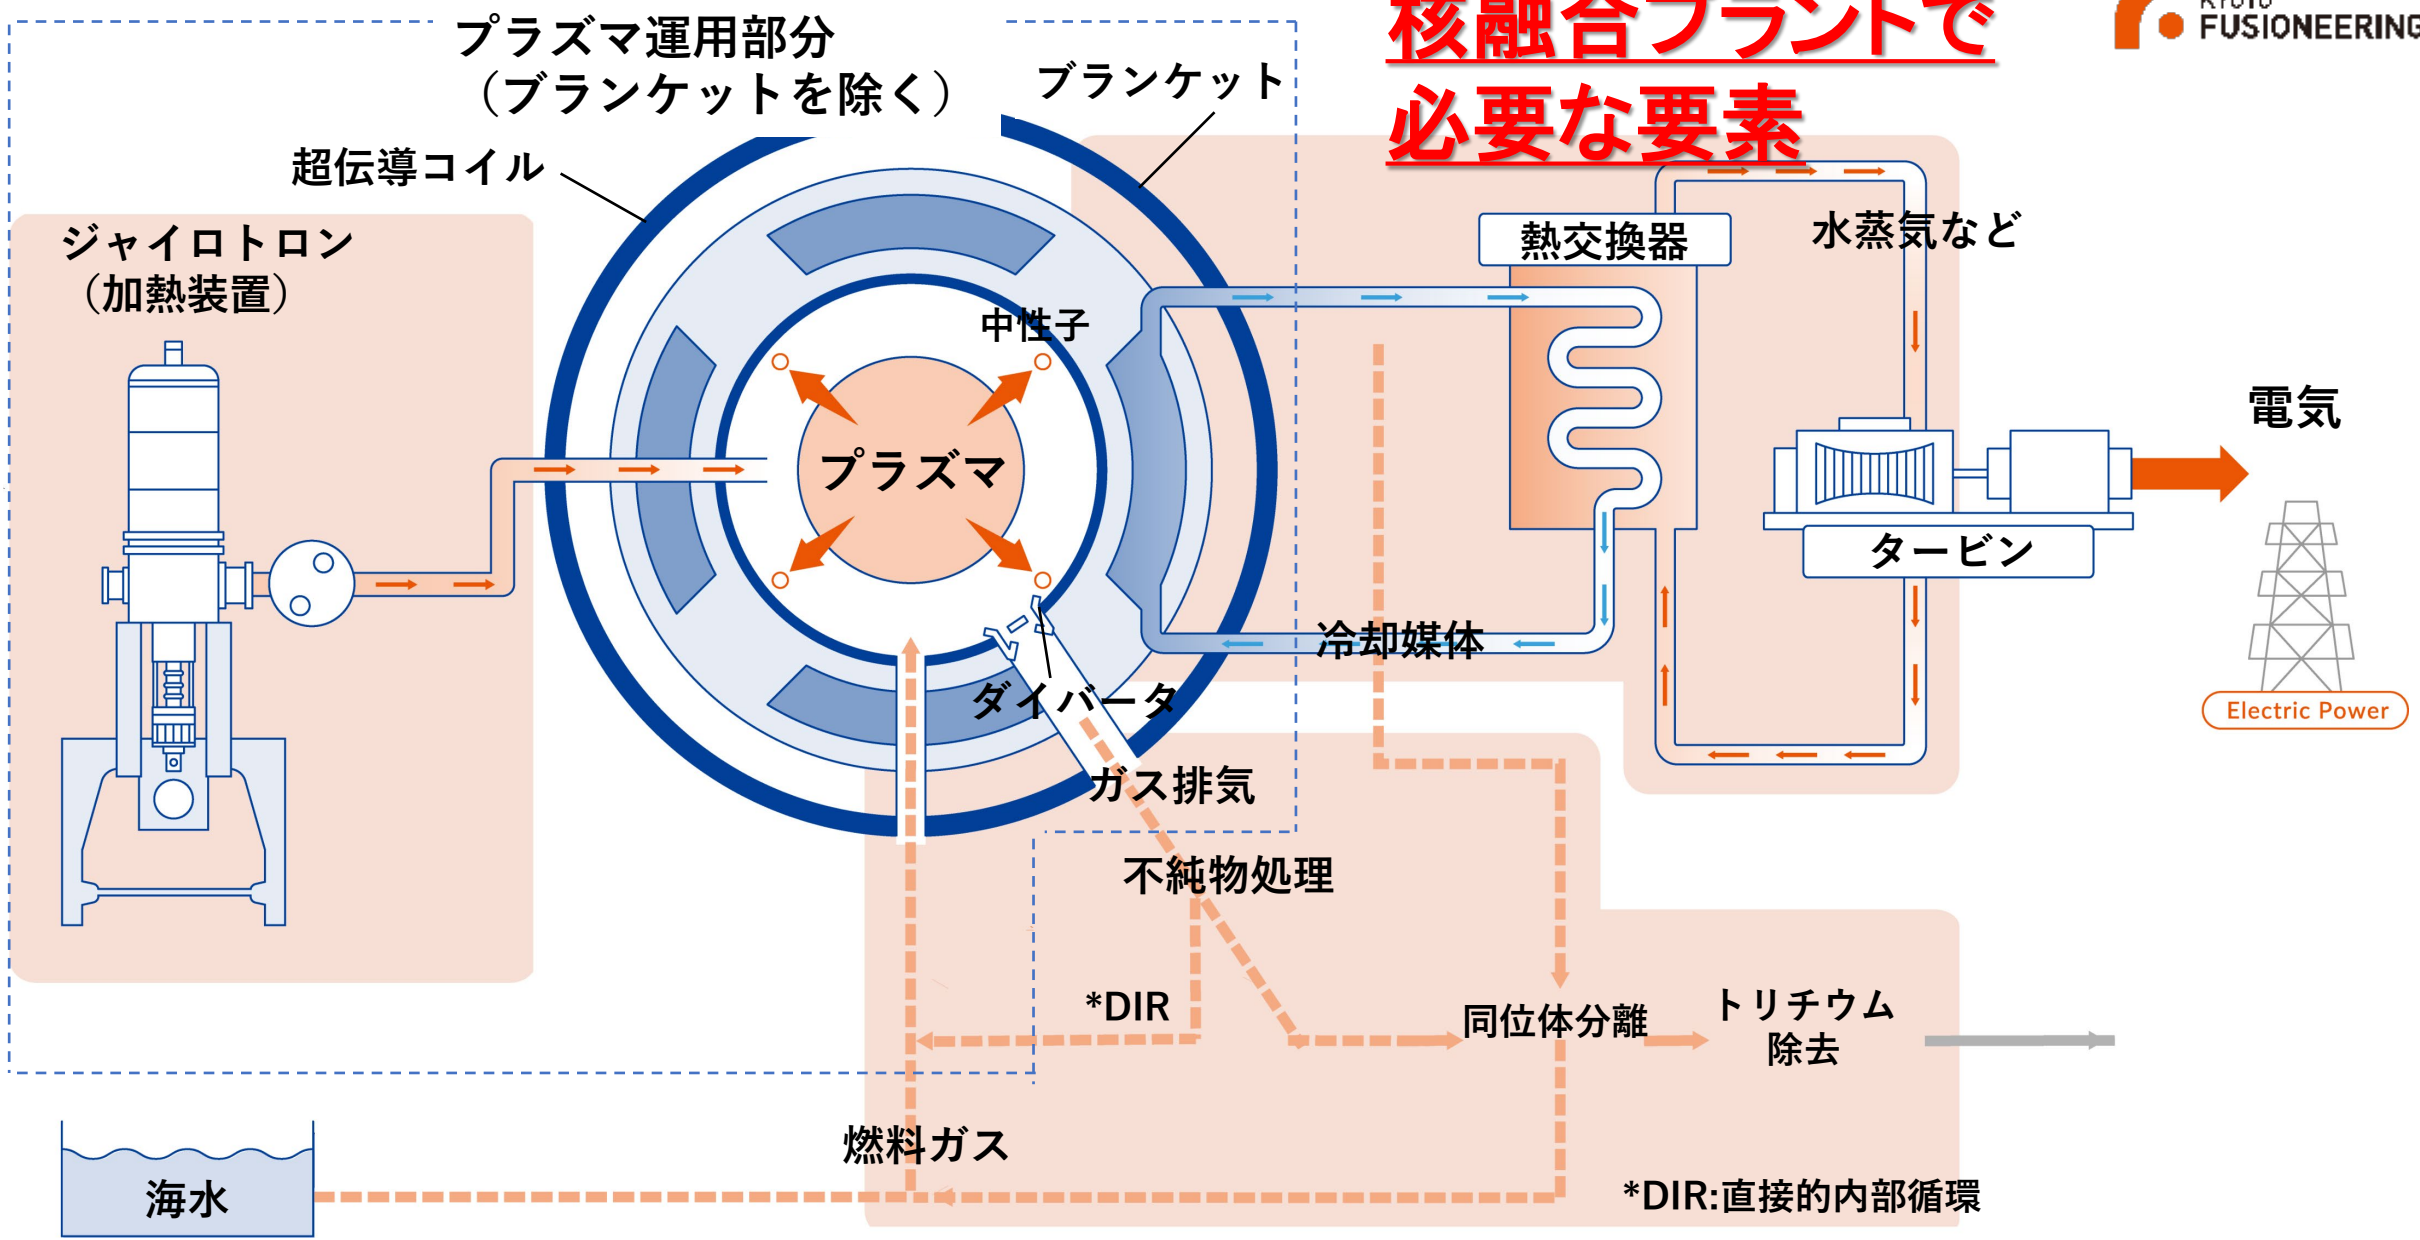 プラズマ運用部分
（ブランケットを除く）
ブランケット
核融合プラントで
必要な要素
KYOTO
FUSIONEERING
超伝導コイル
ジャイロトロン
（加熱装置）
熱交換器
水蒸気など
中性子
電気
プラズマ
タービン
冷却媒体
ダイバータ
Electric Power
ガス排気
不純物処理
*DIR
同位体分離
トリチウム
除去
燃料ガス
海水
*DIR:直接的内部循環